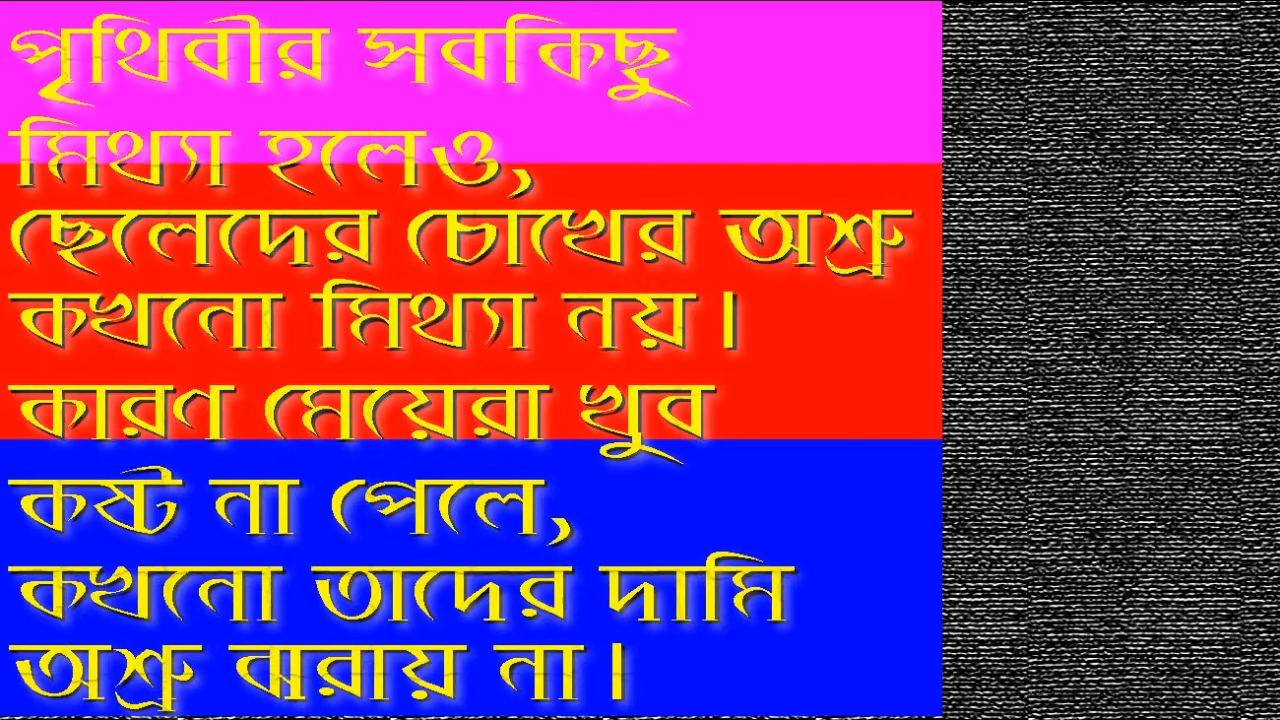 পৃথিবীর সবকিছু
মিথ্যা হলেও,
ছেলেদের চোখের অশ্রু
কখনো মিথ্যা নয়।
কারণ মেয়েরা খুব
কষ্ট না পেলে,
কখনো তাদের দামি
অশ্রু ঝরায় না।